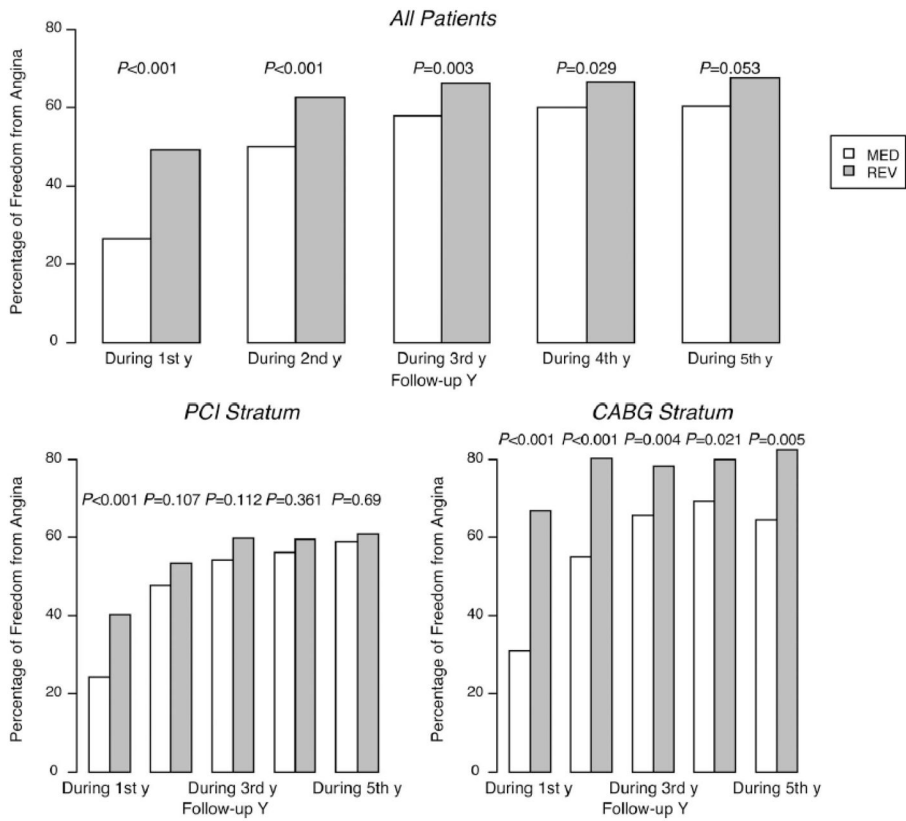 All Patients
80
60
40
20
0
Percentage of Freedom from Angina
P<0.001 P<0.001 P=0.003 P=0.029 P=0.053
MED
REV
During 1st y During 2nd y During 3rd y During 4th y During 5th y
Follow-up Y
PCI Stratum
80
60
40
20
0
Percentage of Freedom from Angina
P<0.001 P=0.107 P=0.112 P=0.361 P=0.69
During 1st y During 3rd y During 5th y
Follow-up Y
CABG Stratum
80
60
40
20
0
Percentage of Freedom from Angina
P<0.001 P<0.001 P=0.004 P=0.021 P=0.005
During 1st y During 3rd y During 5th y
Follow-up Y